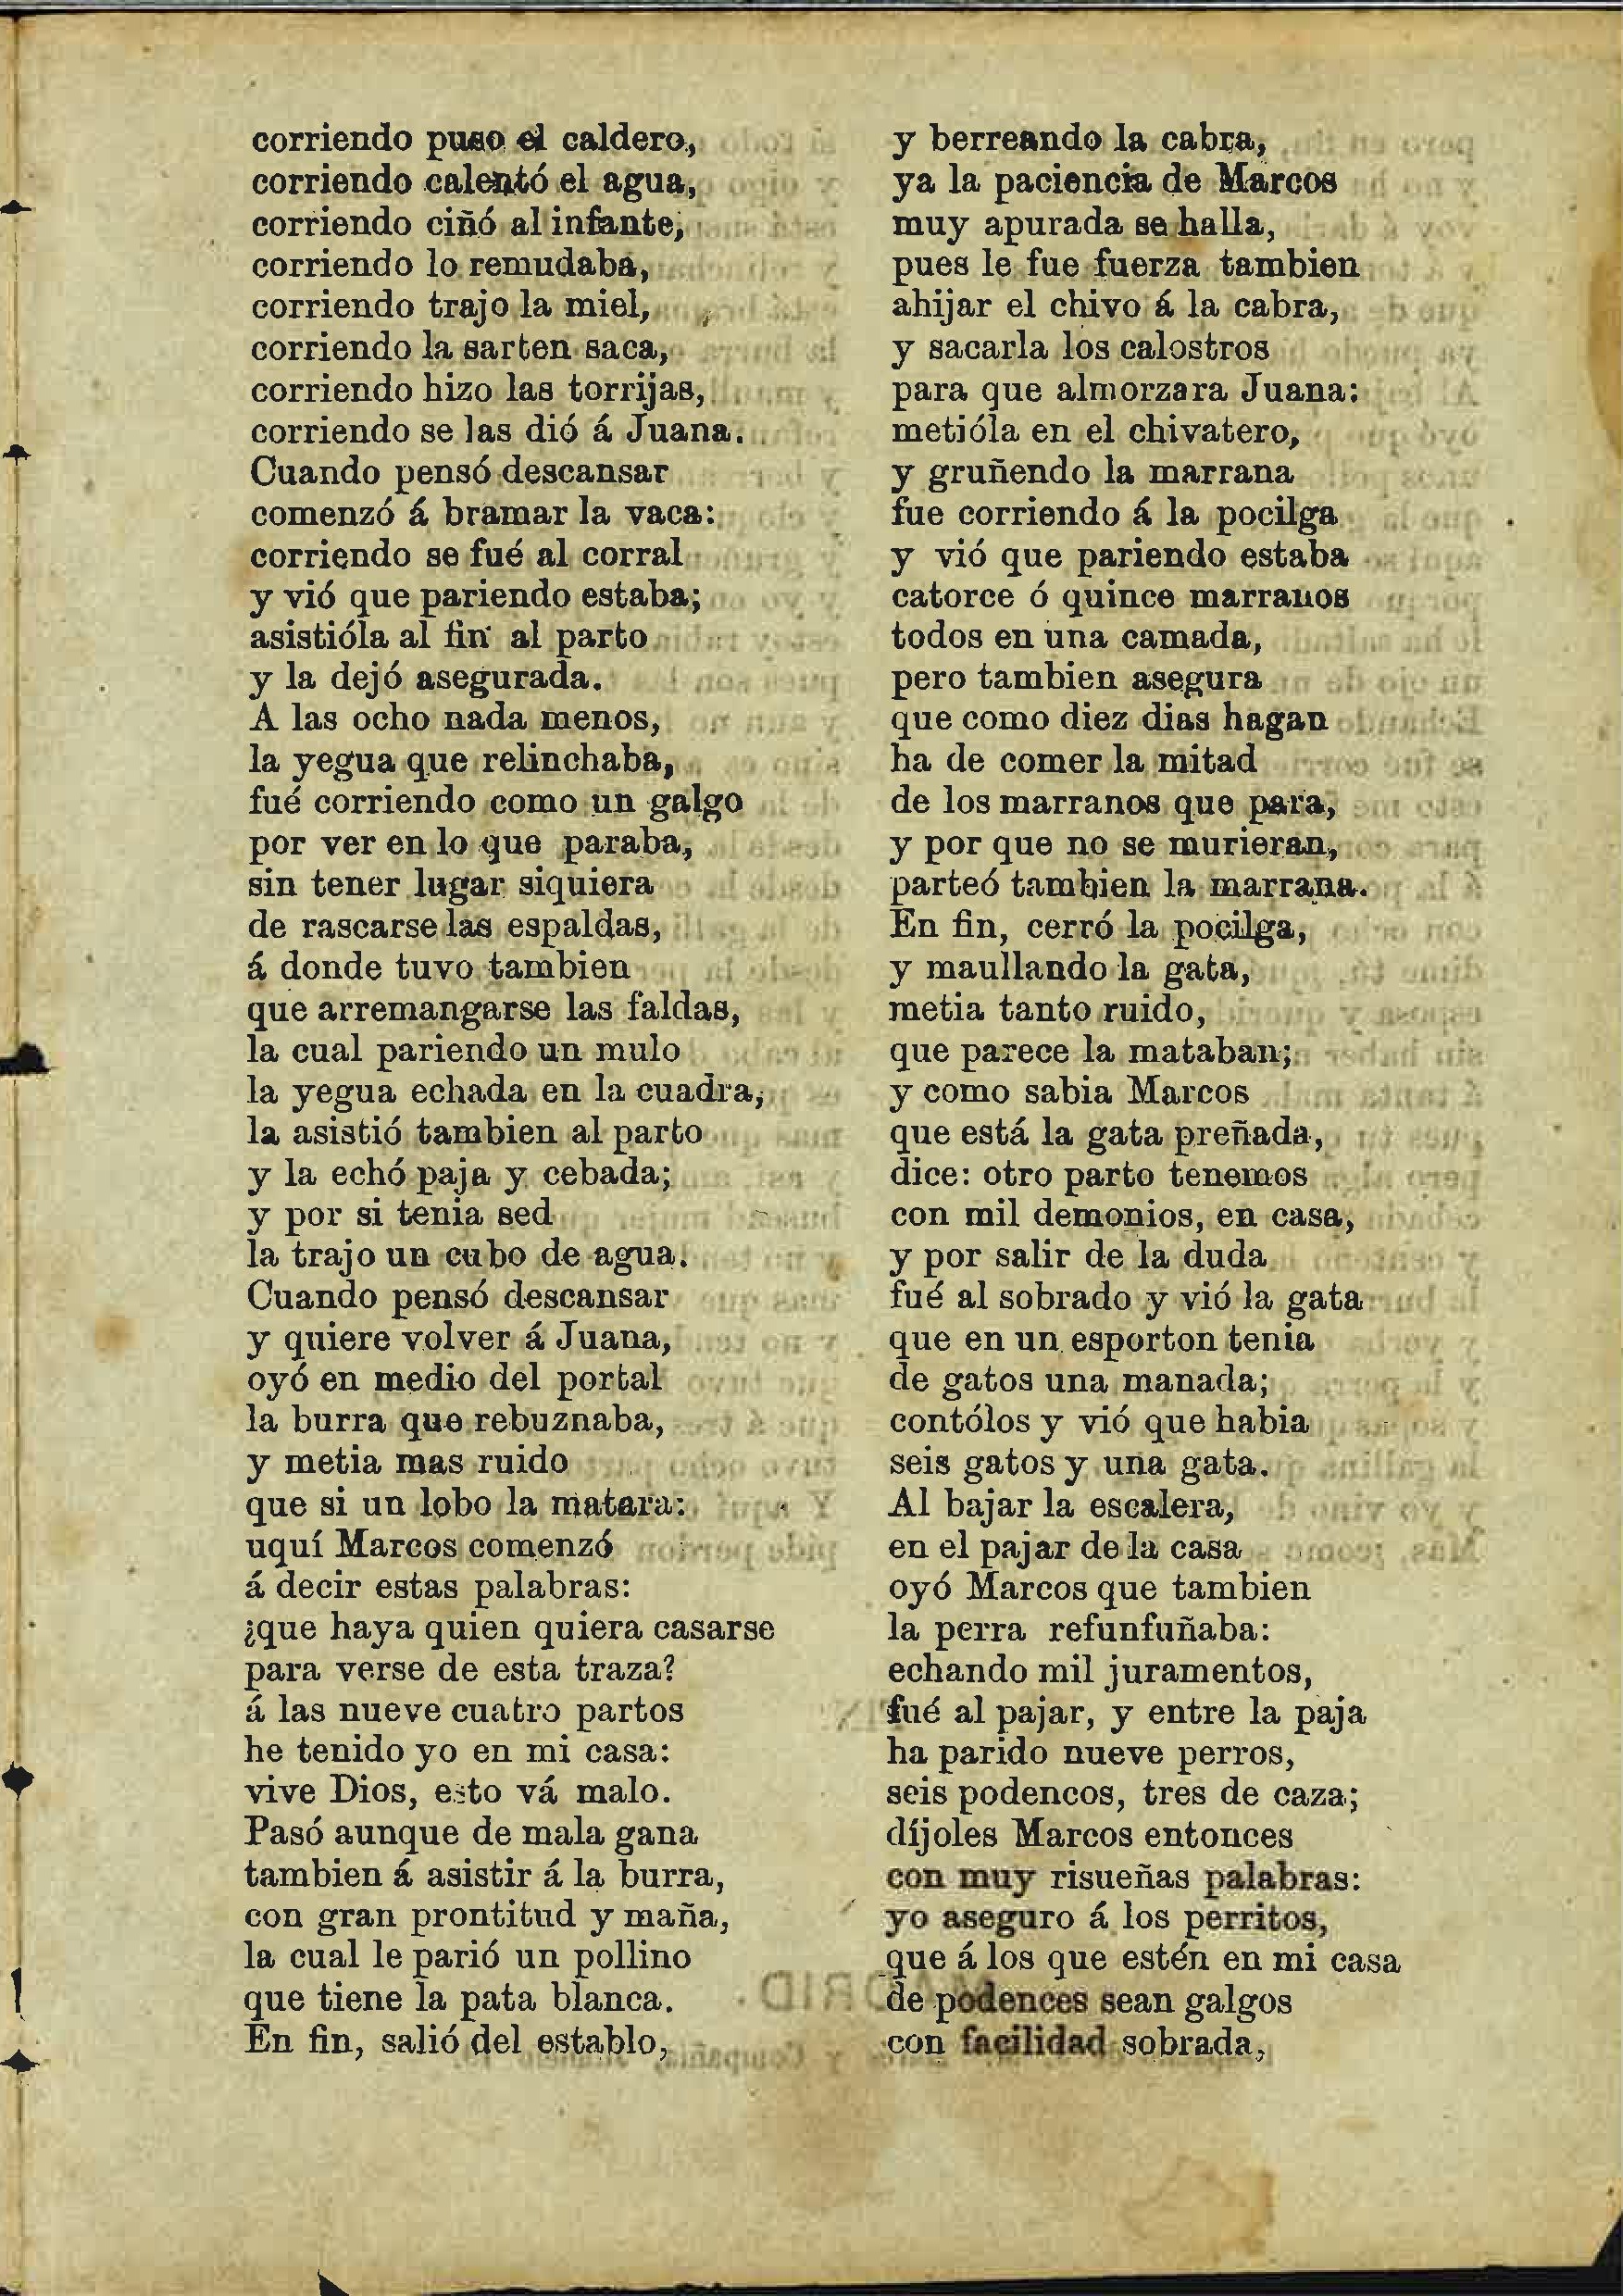 corriendo puso el caldero,
corriendo calentó el agua,
corriendo ciñó al infante,
corriendo lo remudaba,
corriendo trajo la miel,
corriendo la sarten saca,
corriendo hizo las torrijas,
corriendo se las dió á Juana.
Cuando pensó descansar
comenzó á bramar la vaca:
corriendo se fué al corral
y vió que pariendo estaba;
asistióla al fin al parto
y la dejó asegurada.
A las ocho nada menos,
la yegua que relinchaba,
fué corriendo como un galgo
por ver en lo que paraba,
sin tener lugar siquiera
de rascarse las espaldas,
á donde tuvo tambien
que arremangarse las faldas,
la cual pariendo un mulo
la yegua echada en la cuadra,
la asistió tambien al parto
y la echó paja y cebada;
y por si tenia sed
la trajo un cubo de agua.
Cuando pensó descansar
y quiere volver á Juana,
oyó en medio del portal
la burra que rebuznaba,
y metia mas ruido
que si un lobo la matara:
uquí Marcos comenzó
á decir estas palabras:
¿que haya quien quiera casarse
para verse de esta traza?
á las nueve cuatro partos
he tenido yo en mi casa:
vive Dios, esto vá malo.
Pasó aunque de mala gana
tambien á asistir á la burra,
con gran prontitud y maña,
la cual le parió un pollino
que tiene la pata blanca.
En fin, salió del establo,
y berreando la cabra,
ya la paciencia de Marcos
muy apurada se halla,
pues le fue fuerza tambien
ahijar el chivo á la cabra,
y sacarla los calostros
para que almorzara Juana:
metióla en el chivatero,
y gruñendo la marrana
fue corriendo á la pocilga
y vió que pariendo estaba
catorce ó quince marranos
todos en una camada,
pero tambien asegura
que como diez dias hagan
ha de comer la mitad
de los marranos que para,
y por que no se murieran,
parteó tambien la marrana.
En fin, cerró la pocilga,
y maullando la gata,
metia tanto ruido,
que parece la mataban;
y como sabia Marcos
que está la gata preñada,
dice: otro parto tenemos
con mil demonios, en casa,
y por salir de la duda
fué al sobrado y vió la gata
que en un esporton tenia
de gatos una manada;
contólos y vió que habia
seis gatos y una gata.
Al bajar la escalera,
en el pajar de la casa
oyó Marcos que tambien
la perra refunfuñaba:
echando mil juramentos,
fué al pajar, y entre la paja
ha parido nueve perros,
seis podencos, tres de caza;
díjoles Marcos entonces
con muy risueñas palabras:
yo aseguro á los perritos,
que á los que estén en mi casa
de podences sean galgos
con facilidad sobrada,